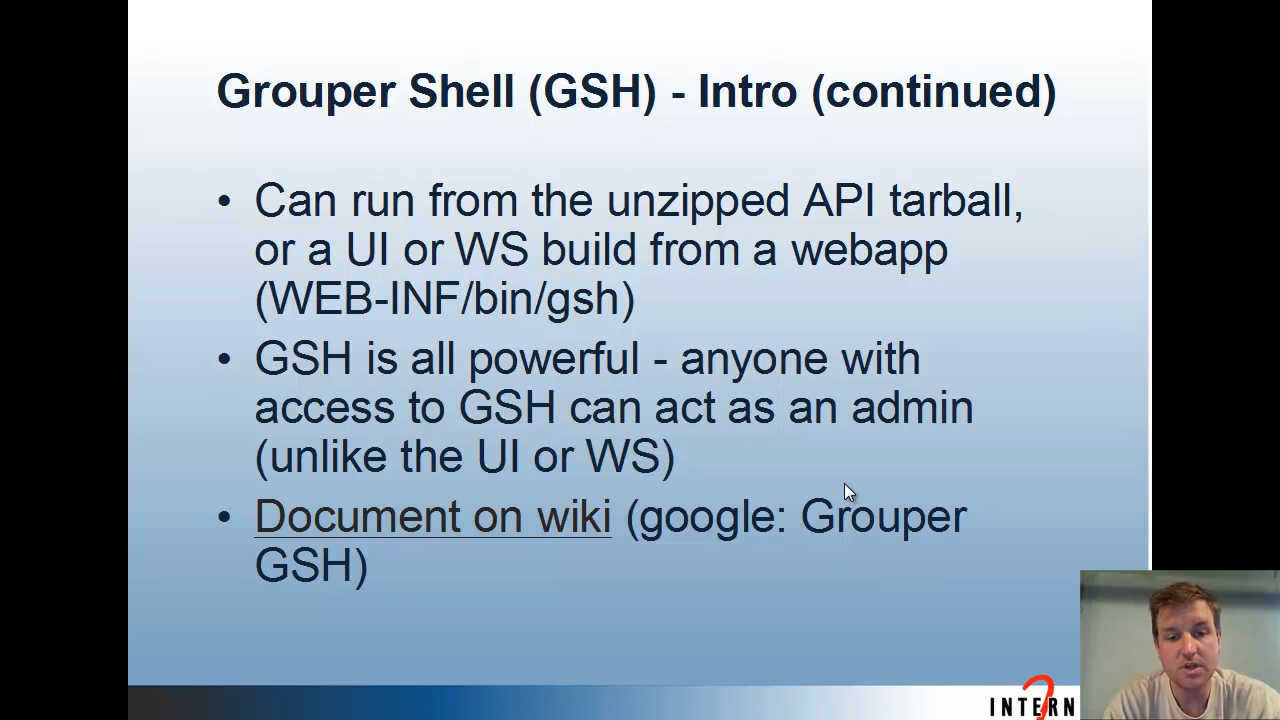 Grouper Shell (GSH) - Intro (continued)
• Can run from the unzipped API tarball,
or a UI or WS build from a webapp
(WEB-INF/bin/gsh)
• GSH is all powerful - anyone with
access to GSH can act as an admin
(unlike the UI or WS)
• Document on wiki (google: Grouper
GSH)
INTERN